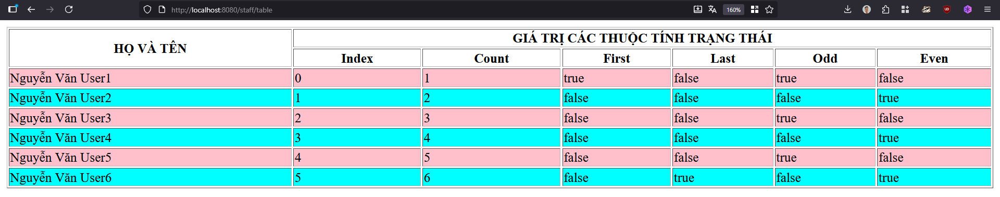 http://localhost:8080/staff/table 160%
HỌ VÀ TÊN GIÁ TRỊ CÁC THUỘC TÍNH TRẠNG THÁI
Index Count First Last Odd Even
Nguyễn Văn User1 0 1 true false true false
Nguyễn Văn User2 1 2 false false false true
Nguyễn Văn User3 2 3 false false true false
Nguyễn Văn User4 3 4 false false false true
Nguyễn Văn User5 4 5 false false true false
Nguyễn Văn User6 5 6 false true false true